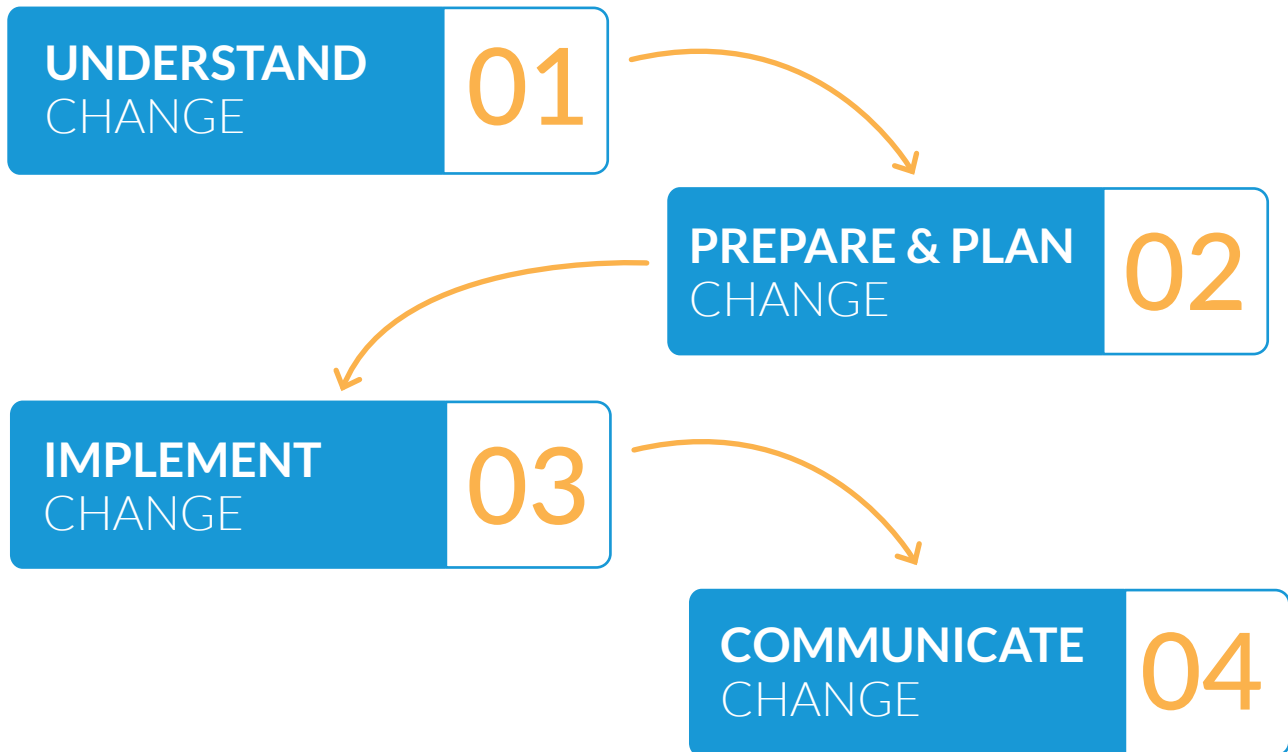 UNDERSTAND
CHANGE
01
PREPARE & PLAN
CHANGE
02
IMPLEMENT
CHANGE
03
COMMUNICATE
CHANGE
04